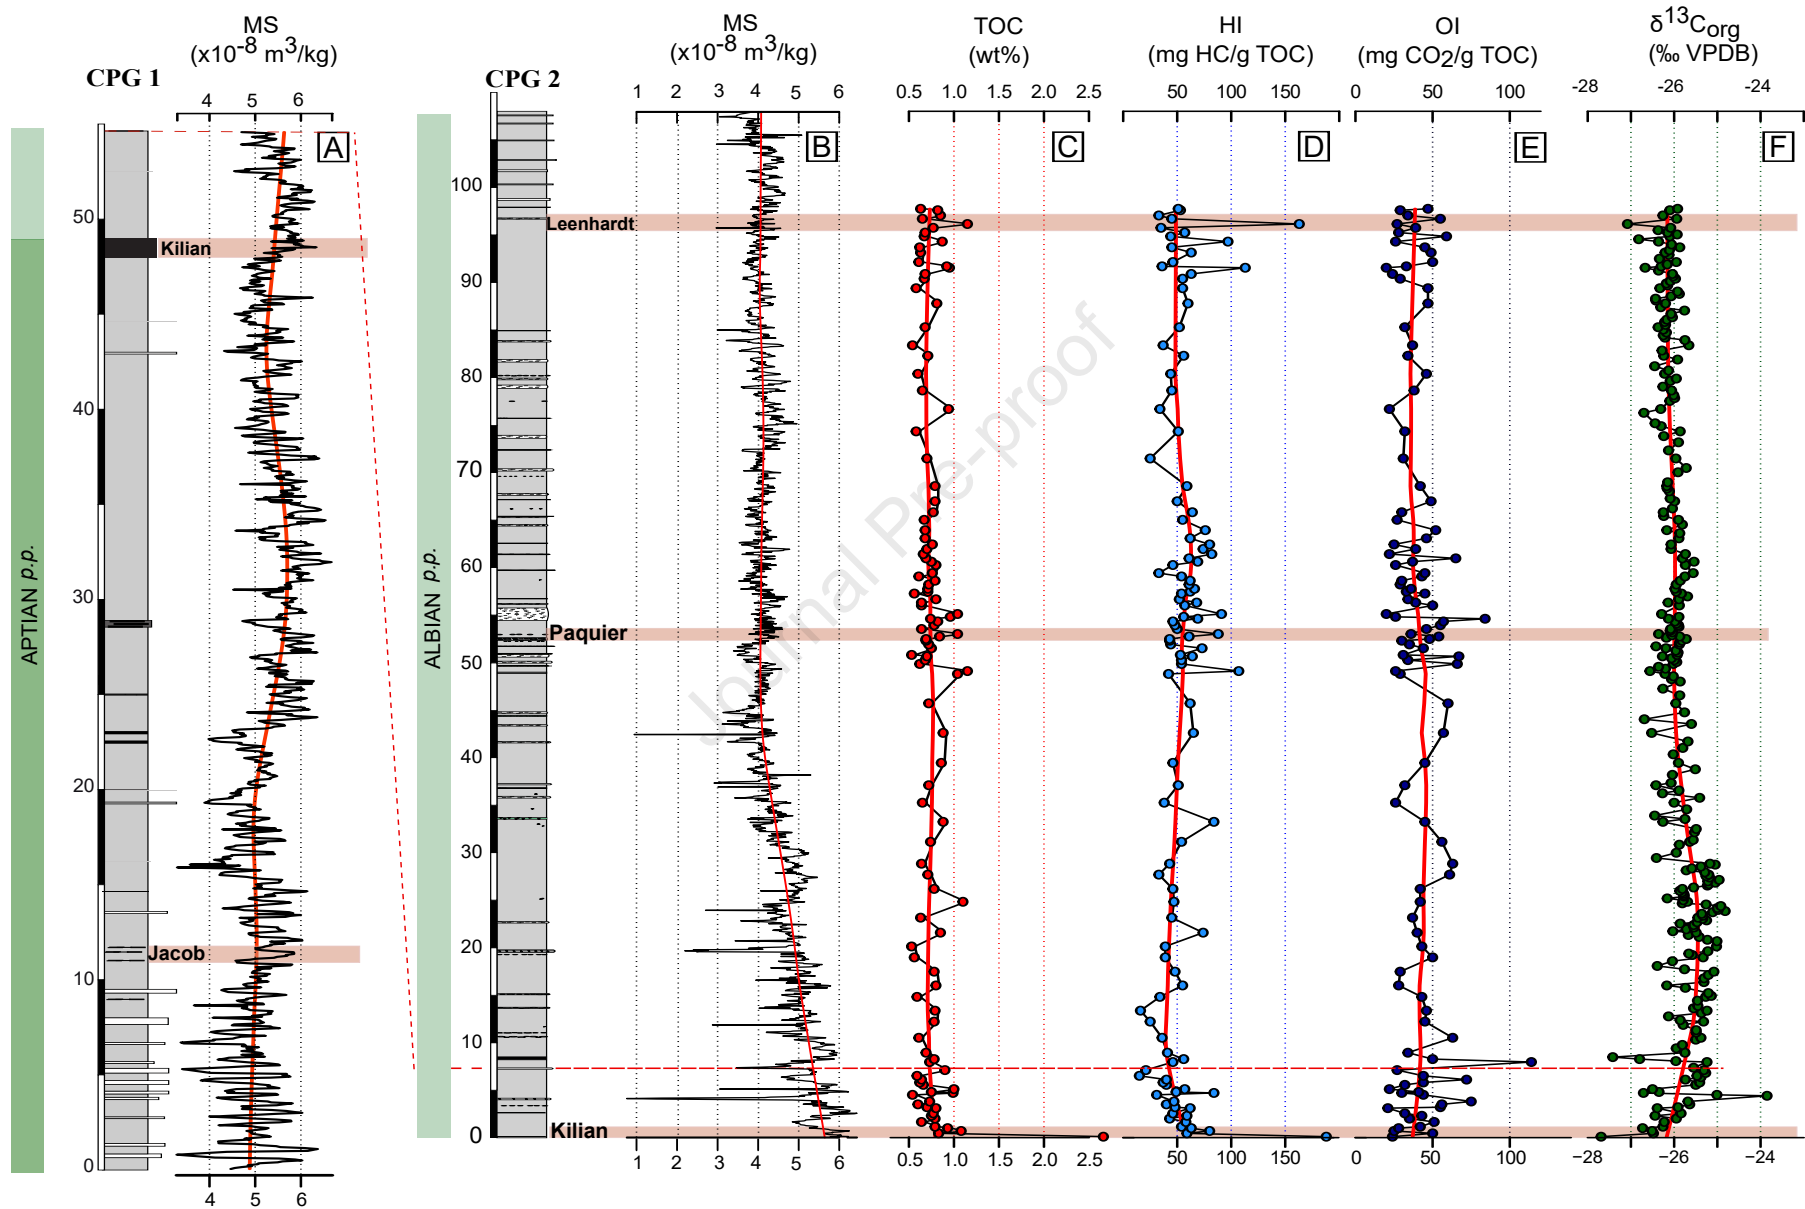 MS
(x10-8 m3/kg)
CPG 1
4 5 6
A
50
40
30
20
10
0
Kilian
Jacob
APTIAN p.p.
4 5 6
MS
(x10-8 m3/kg)
CPG 2
1 2 3 4 5 6
B
100
90
80
70
60
50
40
30
20
10
0
Leenhardt
Paquier
Kilian
ALBIAN p.p.
1 2 3 4 5 6
TOC
(wt%)
0.5 1.0 1.5 2.0 2.5
C
0.5 1.0 1.5 2.0 2.5
HI
(mg HC/g TOC)
50 100 150
D
50 100 150
OI
(mg CO2/g TOC)
0 50 100
E
0 50 100
δ13Corg
(‰ VPDB)
-28 -26 -24
F
-28 -26 -24
Journal Pre-proof